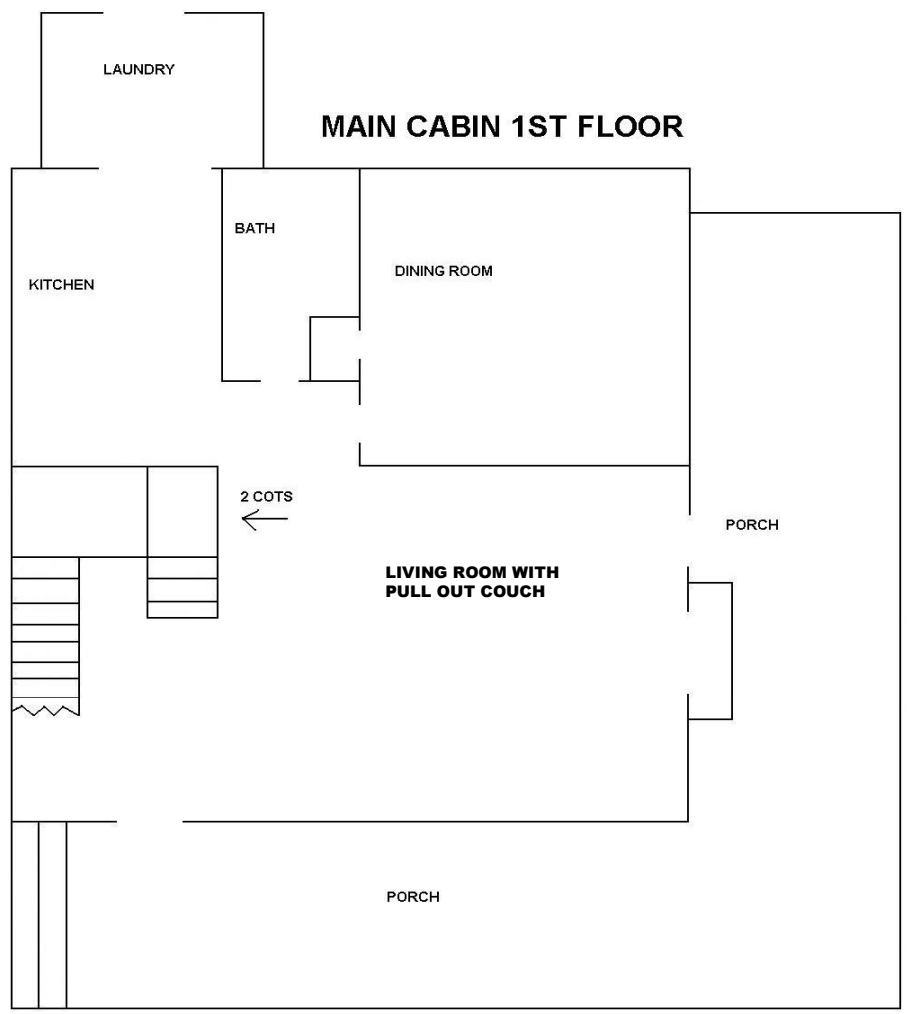 LAUNDRY
MAIN CABIN 1ST FLOOR
BATH
DINING ROOM
KITCHEN
2 COTS
PORCH
LIVING ROOM WITH
PULL OUT COUCH
PORCH